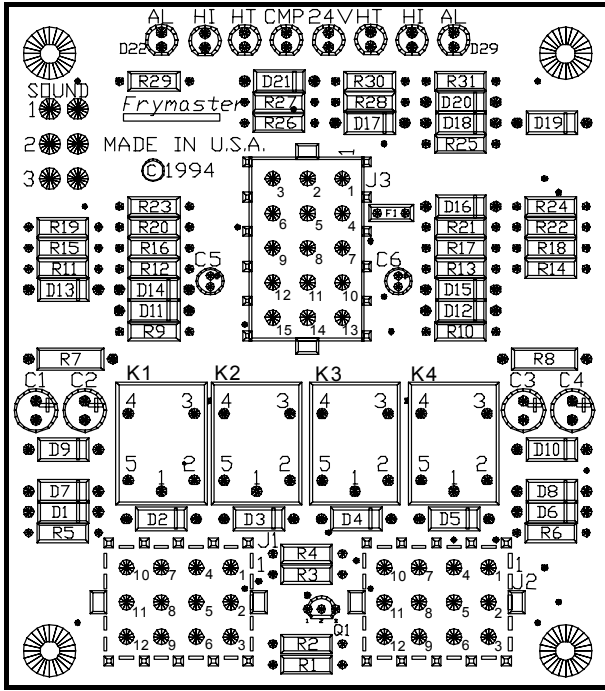 AL HI HT CMP 24V HT HI AL
D22 D29
SOUND
R29 D21 R30 R31
1 Frymaster R27 R28 D20
R26 D17 D18 D19
2 MADE IN U.S.A. R25
3 ©1994
1
J3
3 2 1
R23 D16 R24
6 5 4 F1
R19 R20 R21 R22
R15 R16 9 8 7 R17 R18
R11 R12 C5 C6 R13 R14
D13 D14 12 11 10 D15
D11 D12
R9 15 14 13 R10
R7 R8
K1 K2 K3 K4
C1 C2 C3 C4
4 3 4 3 4 3 4 3
D9 D10
5 2 5 2 5 2 5 2
1 1 1 1
D7 D8
D1 D2 D3 D4 D5 D6
R5 R6
J1
1 R4 1
10 7 4 1 R3 10 7 4 1
J2
11 8 5 2 11 8 5 2
1 2 3
Q1
12 9 6 3 R2 12 9 6 3
R1